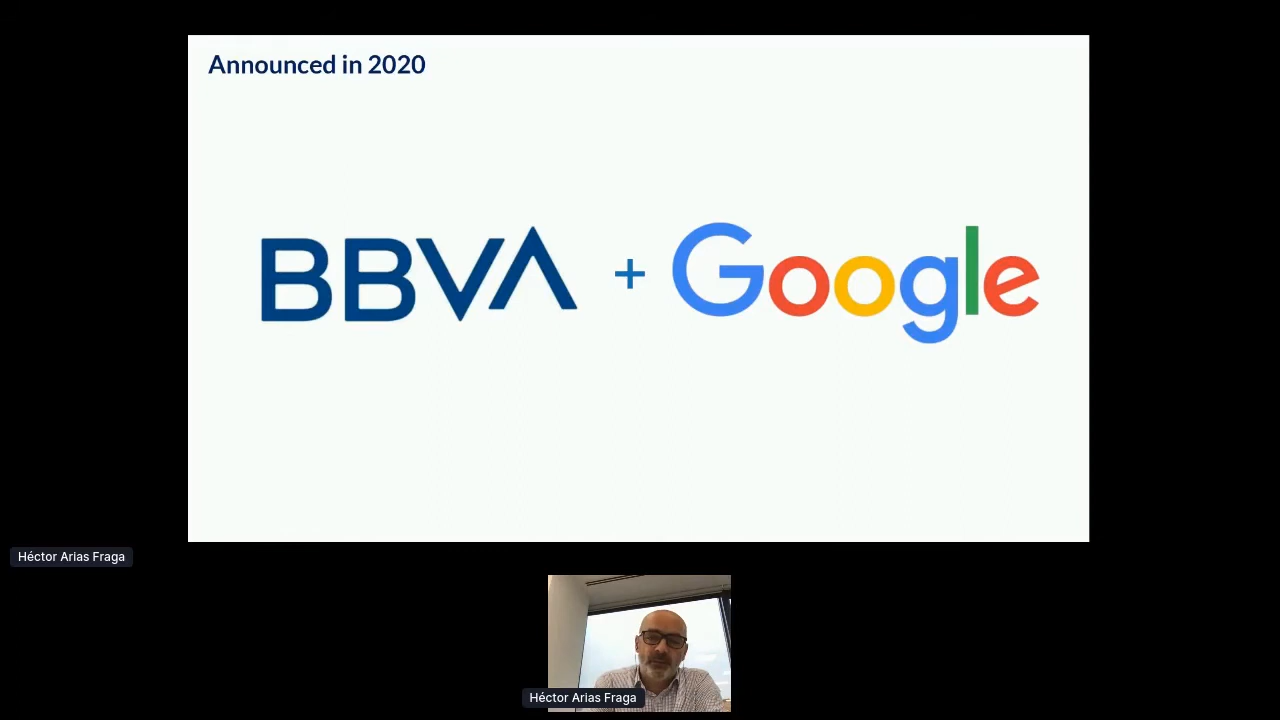 Announced in 2020
BBVA + Google
Héctor Arias Fraga
Héctor Arias Fraga